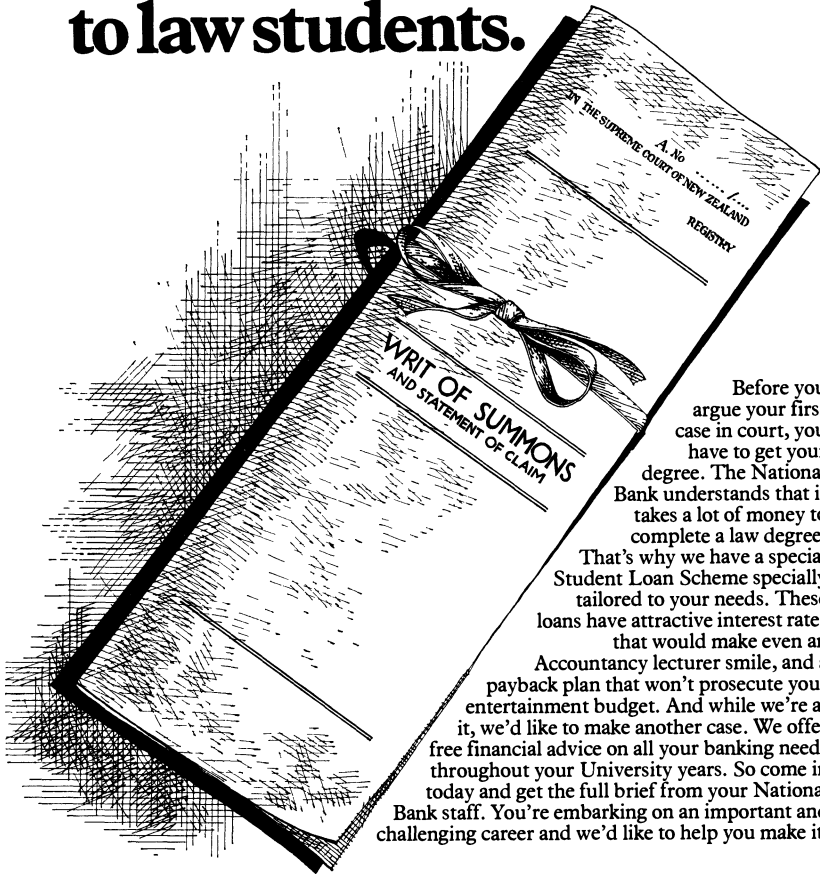 to law students.
IN THE SUPREME COURT OF NEW ZEALAND
A. No ....../....
REGISTRY
WRIT OF SUMMONS
AND STATEMENT OF CLAIM
Before you
argue your firs
case in court, you
have to get your
degree. The Nationa
Bank understands that i
takes a lot of money to
complete a law degree
That's why we have a specia
Student Loan Scheme specially
tailored to your needs. These
loans have attractive interest rate
that would make even an
Accountancy lecturer smile, and a
payback plan that won't prosecute you
entertainment budget. And while we're a
it, we'd like to make another case. We offe
free financial advice on all your banking need
throughout your University years. So come in
today and get the full brief from your Nationa
Bank staff. You're embarking on an important and
challenging career and we'd like to help you make it